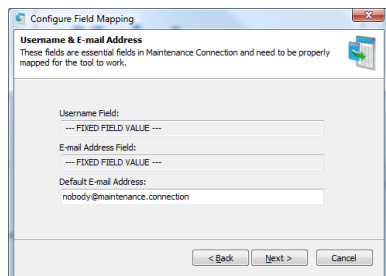 Configure Field Mapping
Username & E-mail Address
These fields are essential fields in Maintenance Connection and need to be properly
mapped for the tool to work.
Username Field:
--- FIXED FIELD VALUE ---
E-mail Address Field:
--- FIXED FIELD VALUE ---
Default E-mail Address:
nobody@maintenance.connection
< Back
Next >
Cancel